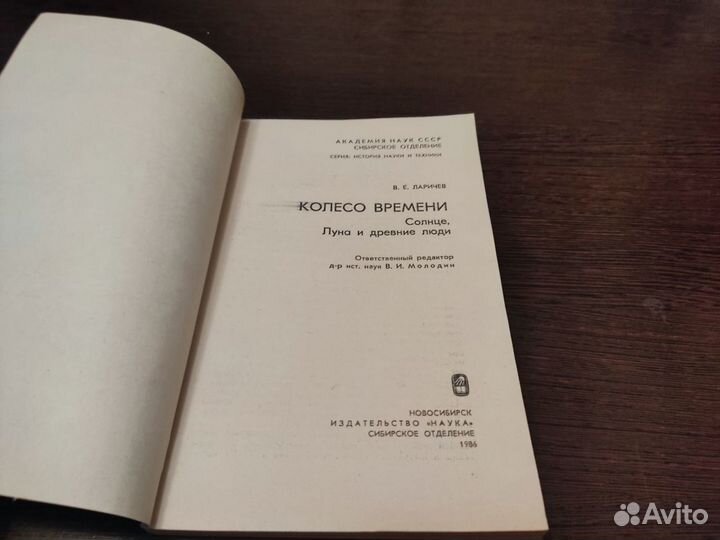 АКАДЕМИЯ НАУК СССР
СИБИРСКОЕ ОТДЕЛЕНИЕ
СЕРИЯ: ИСТОРИЯ НАУКИ И ТЕХНИКИ
В. Е. ЛАРИЧЕВ
КОЛЕСО ВРЕМЕНИ
Солнце,
Луна и древние люди
Ответственный редактор
д-р ист. наук В. И. Молодин
НОВОСИБИРСК
ИЗДАТЕЛЬСТВО «НАУКА»
СИБИРСКОЕ ОТДЕЛЕНИЕ
1986
Avito